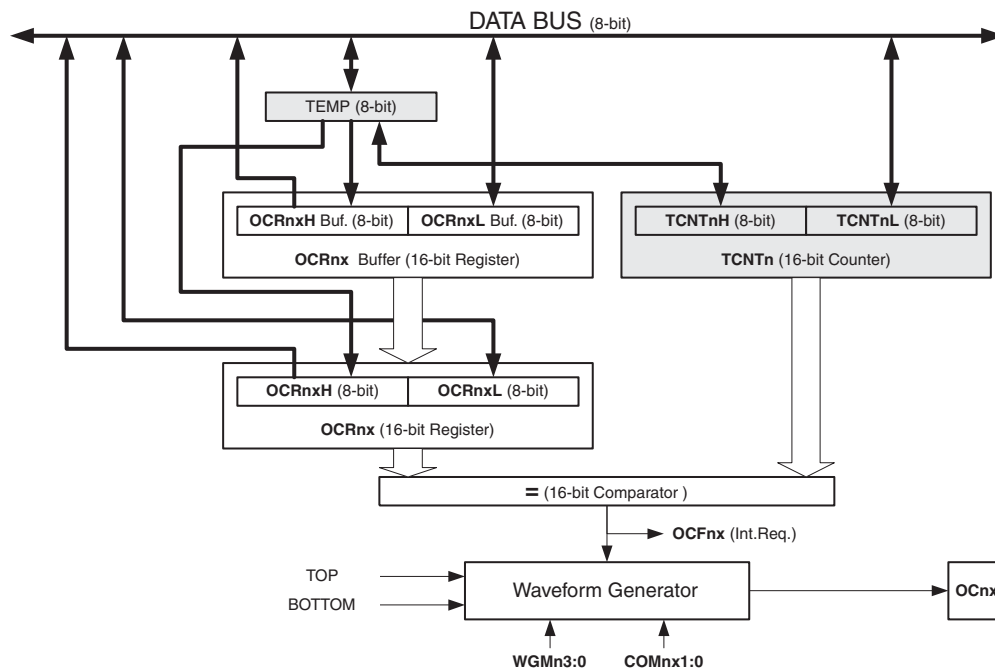 DATA BUS (8-bit)
TEMP (8-bit)
OCRnxH Buf. (8-bit)
OCRnxL Buf. (8-bit)
OCRnx Buffer (16-bit Register)
TCNTnH (8-bit)
TCNTnL (8-bit)
TCNTn (16-bit Counter)
OCRnxH (8-bit)
OCRnxL (8-bit)
OCRnx (16-bit Register)
= (16-bit Comparator )
OCFnx (Int.Req.)
TOP
BOTTOM
Waveform Generator
OCnx
WGMn3:0
COMnx1:0